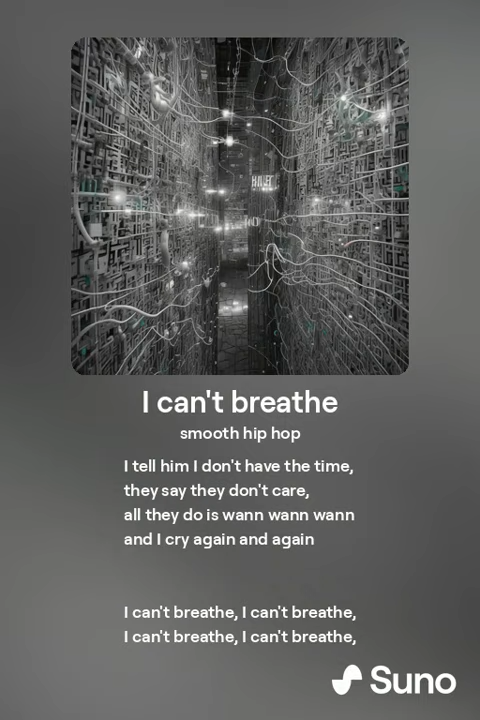 I can't breathe
smooth hip hop
I tell him I don't have the time,
they say they don't care,
all they do is wann wann wann
and I cry again and again
I can't breathe, I can't breathe,
I can't breathe, I can't breathe,
Suno